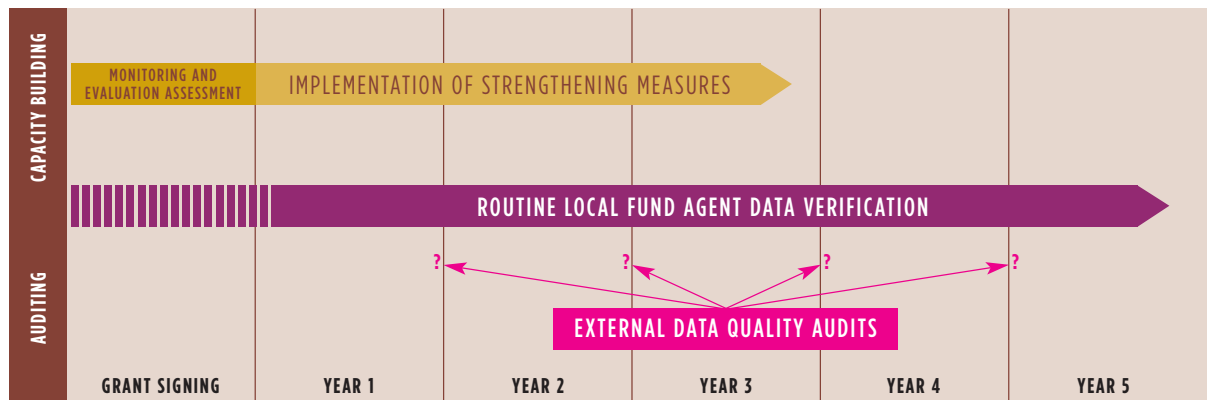 CAPACITY BUILDING
MONITORING AND
EVALUATION ASSESSMENT
IMPLEMENTATION OF STRENGTHENING MEASURES
ROUTINE LOCAL FUND AGENT DATA VERIFICATION
AUDITING
? ? ? ?
EXTERNAL DATA QUALITY AUDITS
GRANT SIGNING YEAR 1 YEAR 2 YEAR 3 YEAR 4 YEAR 5